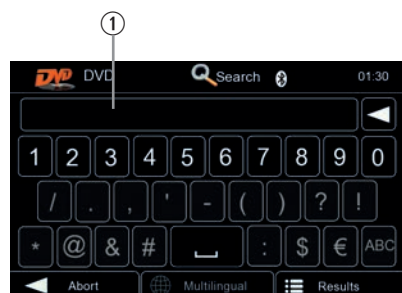 1
DVD DVD Search 01:30
1 2 3 4 5 6 7 8 9 0
/ . , ' - ( ) ? !
* @ & # : $ € ABC
Abort Multilingual Results